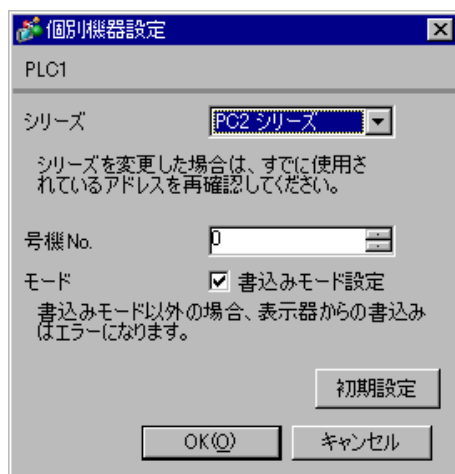 個別機器設定
PLC1
シリーズ PC2 シリーズ
シリーズを変更した場合は、すでに使用さ
れているアドレスを再確認してください。
号機No. 0
モード 書込みモード設定
書込みモード以外の場合、表示器からの書込み
はエラーになります。
初期設定
OK(O) キャンセル